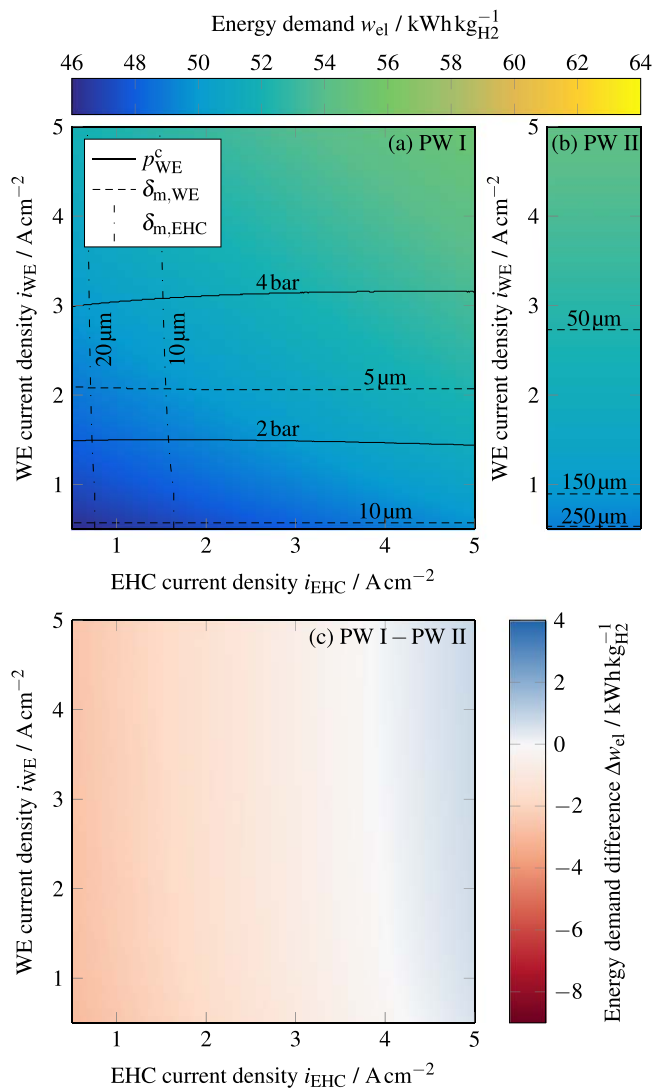 Energy demand w_el / kWh kg_H2^−1
46 48 50 52 54 56 58 60 62 64
(a) PW I
(b) PW II
p_WE^c
δ_m,WE
δ_m,EHC
4 bar
20 µm
10 µm
5 µm
2 bar
10 µm
50 µm
150 µm
250 µm
WE current density i_WE / A cm^−2
5
4
3
2
1
WE current density i_WE / A cm^−2
5
4
3
2
1
1 2 3 4 5
EHC current density i_EHC / A cm^−2
(c) PW I − PW II
WE current density i_WE / A cm^−2
5
4
3
2
1
1 2 3 4 5
EHC current density i_EHC / A cm^−2
4
2
0
−2
−4
−6
−8
Energy demand difference Δw_el / kWh kg_H2^−1